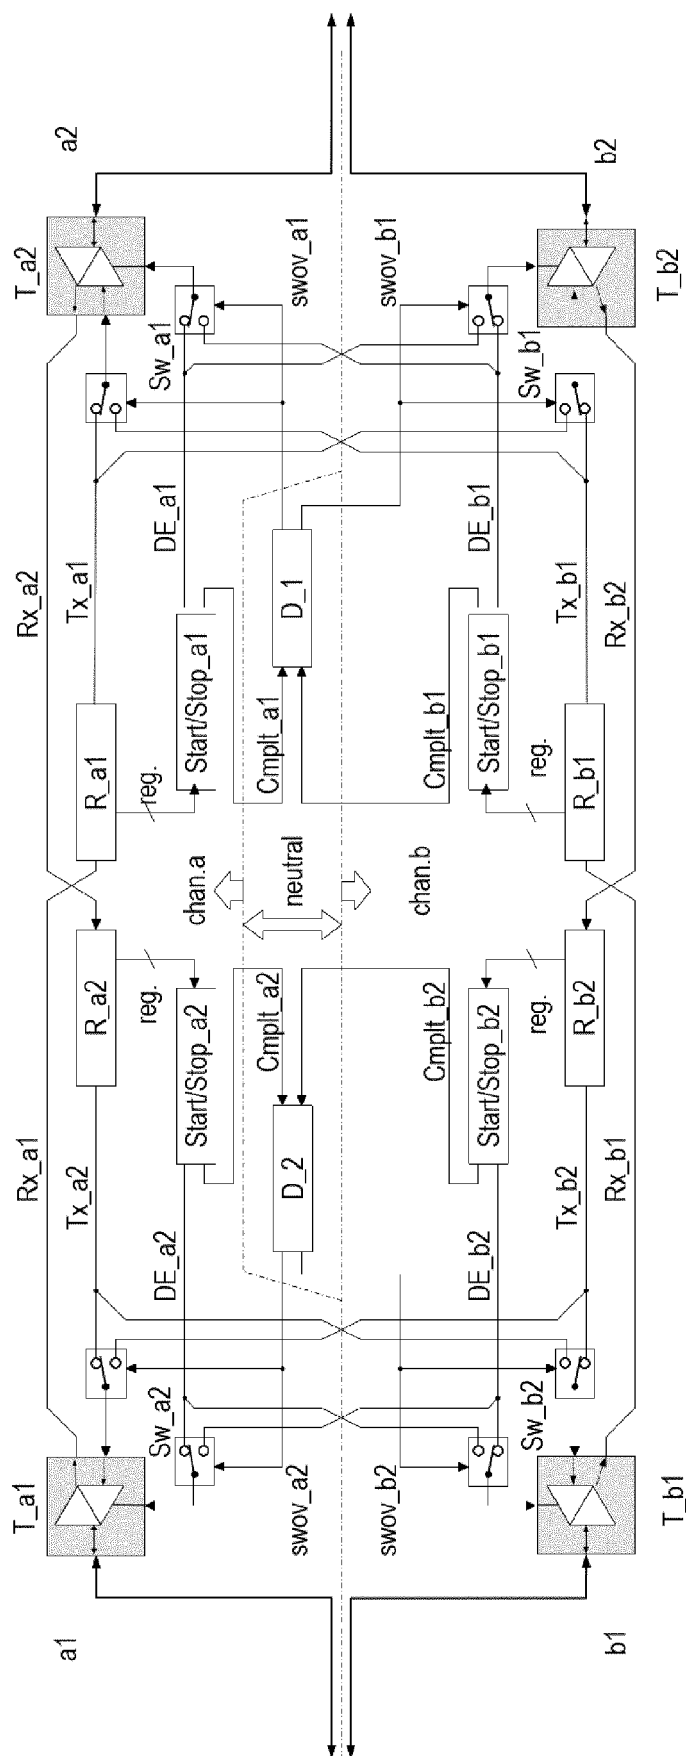 a1
T_a1
Rx_a1
Rx_a2
T_a2
a2
Tx_a2
R_a2
R_a1
Tx_a1
reg.
reg.
Sw_a2
DE_a2
Start/Stop_a2
chan.a
Start/Stop_a1
DE_a1
Sw_a1
swov_a2
D_2
Cmplt_a2
neutral
Cmplt_a1
D_1
swov_a1
swov_b2
Cmplt_b2
chan.b
Cmplt_b1
swov_b1
DE_b2
Start/Stop_b2
Start/Stop_b1
DE_b1
Sw_b2
reg.
reg.
Sw_b1
Tx_b2
R_b2
R_b1
Tx_b1
b1
T_b1
Rx_b1
Rx_b2
T_b2
b2